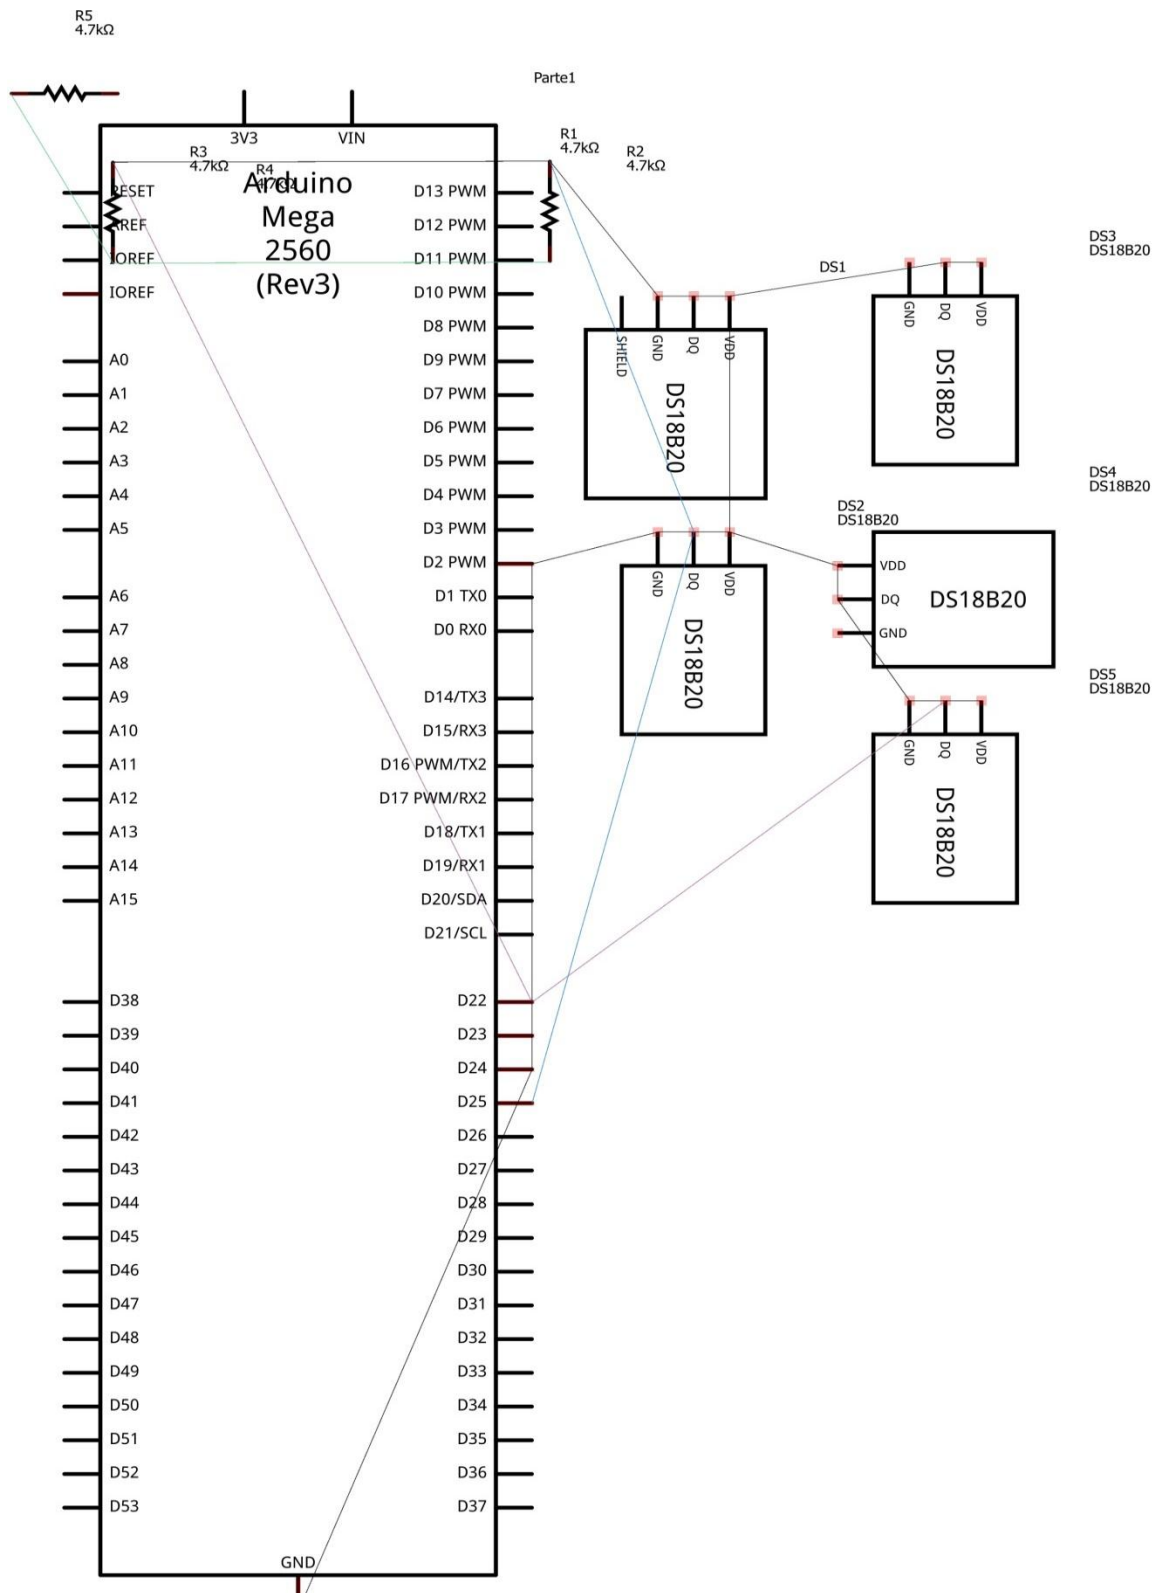 R5
4.7kΩ
Parte1
3V3
VIN
R1
4.7kΩ
R2
4.7kΩ
R3
4.7kΩ
R4
4.7kΩ
Arduino
Mega
2560
(Rev3)
RESET
AREF
IOREF
IOREF
A0
A1
A2
A3
A4
A5
A6
A7
A8
A9
A10
A11
A12
A13
A14
A15
D38
D39
D40
D41
D42
D43
D44
D45
D46
D47
D48
D49
D50
D51
D52
D53
D13 PWM
D12 PWM
D11 PWM
D10 PWM
D8 PWM
D9 PWM
D7 PWM
D6 PWM
D5 PWM
D4 PWM
D3 PWM
D2 PWM
D1 TX0
D0 RX0
D14/TX3
D15/RX3
D16 PWM/TX2
D17 PWM/RX2
D18/TX1
D19/RX1
D20/SDA
D21/SCL
D22
D23
D24
D25
D26
D27
D28
D29
D30
D31
D32
D33
D34
D35
D36
D37
GND
DS1
SHIELD
GND
DQ
VDD
DS18B20
DS3
DS18B20
GND
DQ
VDD
DS18B20
DS4
DS18B20
DS2
DS18B20
VDD
DQ
GND
DS18B20
GND
DQ
VDD
DS18B20
DS5
DS18B20
GND
DQ
VDD
DS18B20